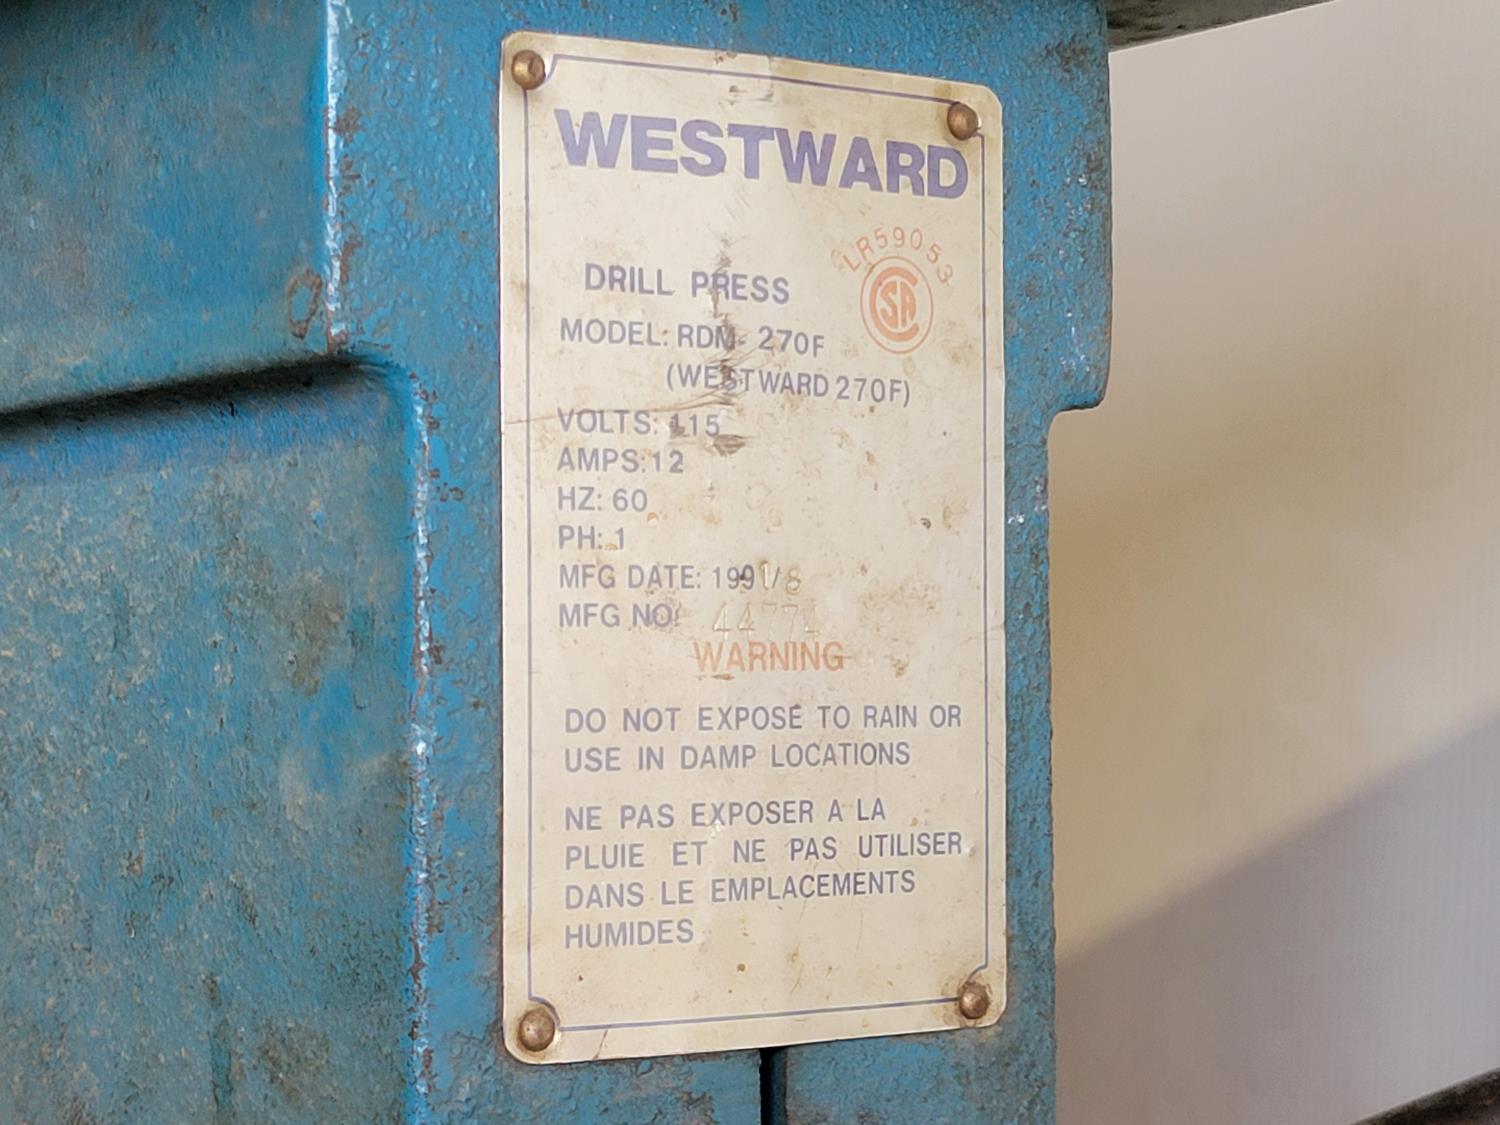 WESTWARD
LR59053
CSA
DRILL PRESS
MODEL: RDM- 270F
(WESTWARD 270F)
VOLTS: 115
AMPS: 12
HZ: 60
PH: 1
MFG DATE: 1991/8
MFG NO:
WARNING
DO NOT EXPOSE TO RAIN OR
USE IN DAMP LOCATIONS
NE PAS EXPOSER A LA
PLUIE ET NE PAS UTILISER
DANS LE EMPLACEMENTS
HUMIDES